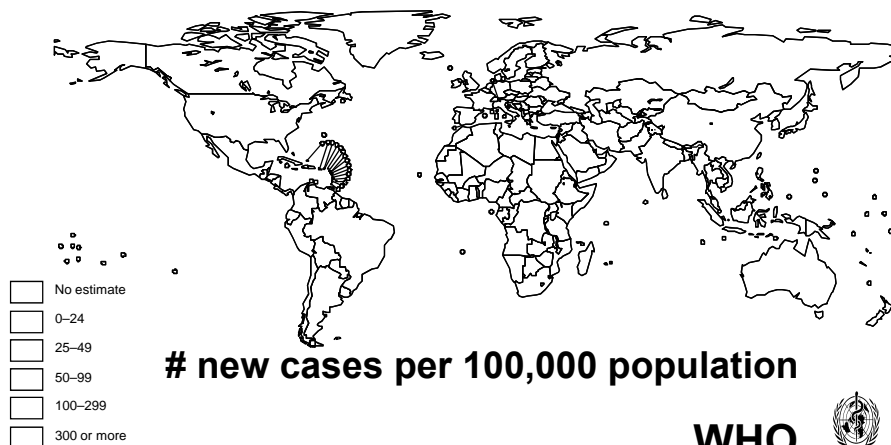 No estimate
0–24
25–49
50–99
100–299
300 or more
# new cases per 100,000 population
WHO